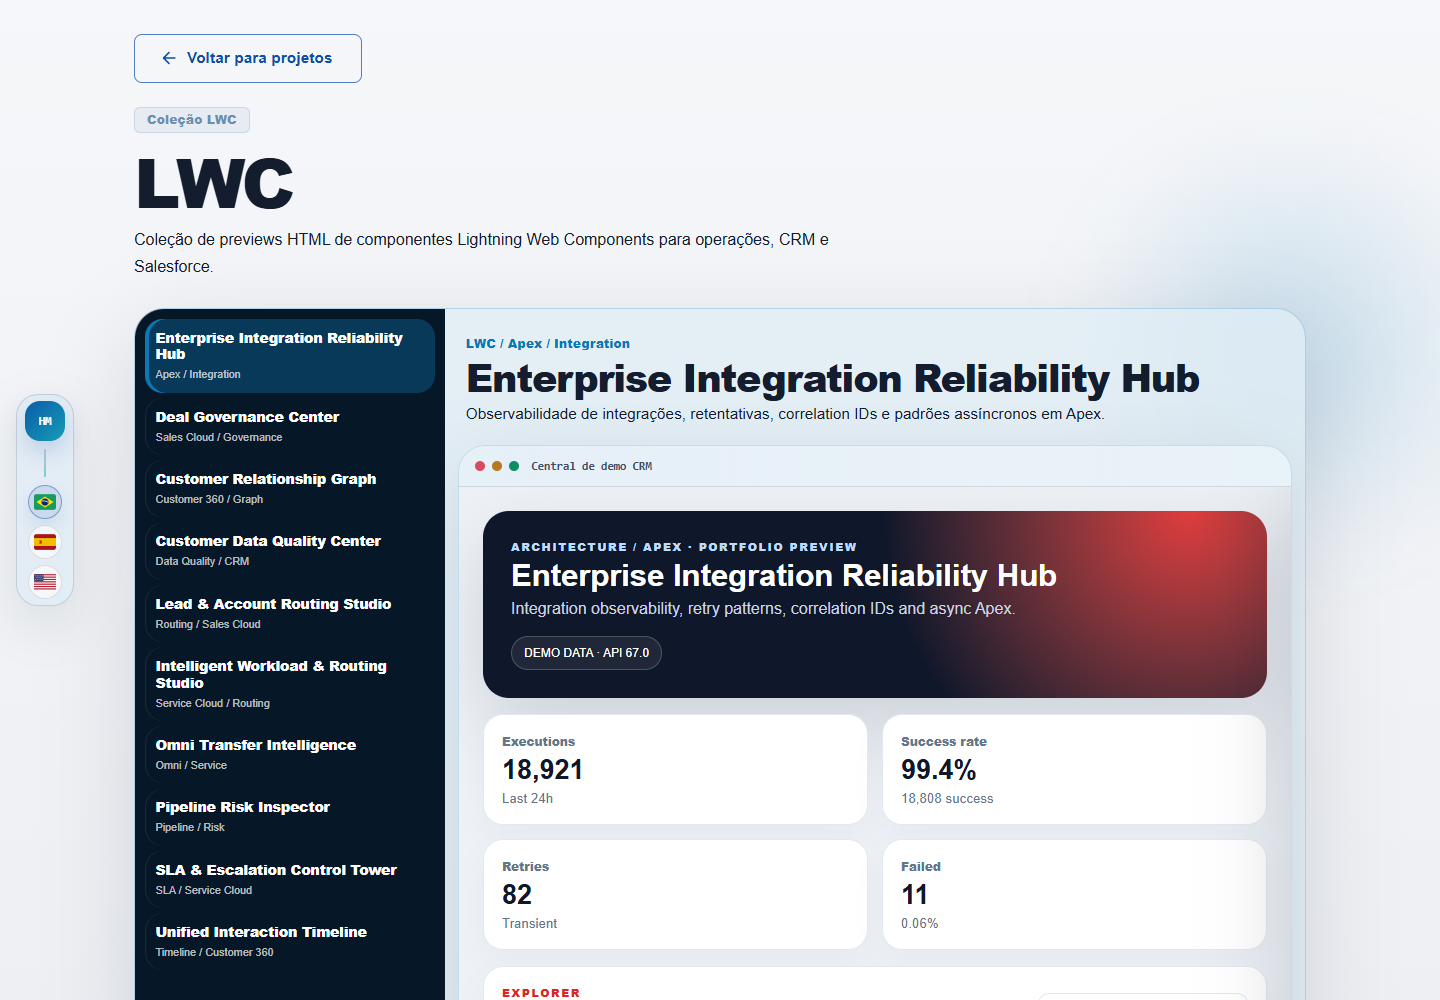 Voltar para projetos
Coleção LWC
LWC
Coleção de previews HTML de componentes Lightning Web Components para operações, CRM e
Salesforce.
HM
Enterprise Integration Reliability
Hub
Apex / Integration
Deal Governance Center
Sales Cloud / Governance
Customer Relationship Graph
Customer 360 / Graph
Customer Data Quality Center
Data Quality / CRM
Lead & Account Routing Studio
Routing / Sales Cloud
Intelligent Workload & Routing
Studio
Service Cloud / Routing
Omni Transfer Intelligence
Omni / Service
Pipeline Risk Inspector
Pipeline / Risk
SLA & Escalation Control Tower
SLA / Service Cloud
Unified Interaction Timeline
Timeline / Customer 360
LWC / Apex / Integration
Enterprise Integration Reliability Hub
Observabilidade de integrações, retentativas, correlation IDs e padrões assíncronos em Apex.
Central de demo CRM
ARCHITECTURE / APEX · PORTFOLIO PREVIEW
Enterprise Integration Reliability Hub
Integration observability, retry patterns, correlation IDs and async Apex.
DEMO DATA · API 67.0
Executions
18,921
Last 24h
Success rate
99.4%
18,808 success
Retries
82
Transient
Failed
11
0.06%
EXPLORER